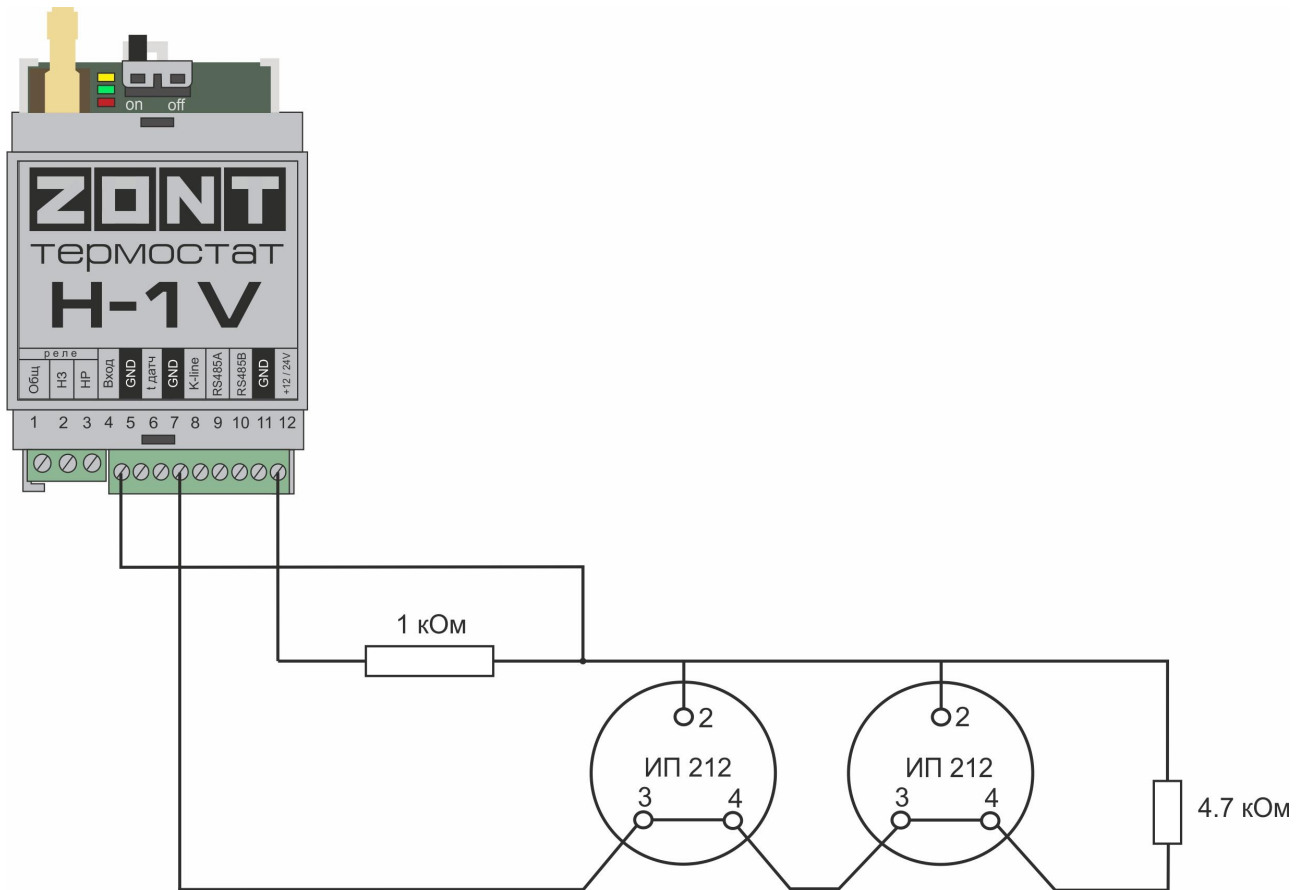 on off
ZONT
термостат
H-1V
реле
Общ НЗ НР Вход GND t датч GND K-line RS485A RS485B GND +12 / 24V
1 2 3 4 5 6 7 8 9 10 11 12
1 кОм
2 2
ИП 212 ИП 212
3 4 3 4
4.7 кОм